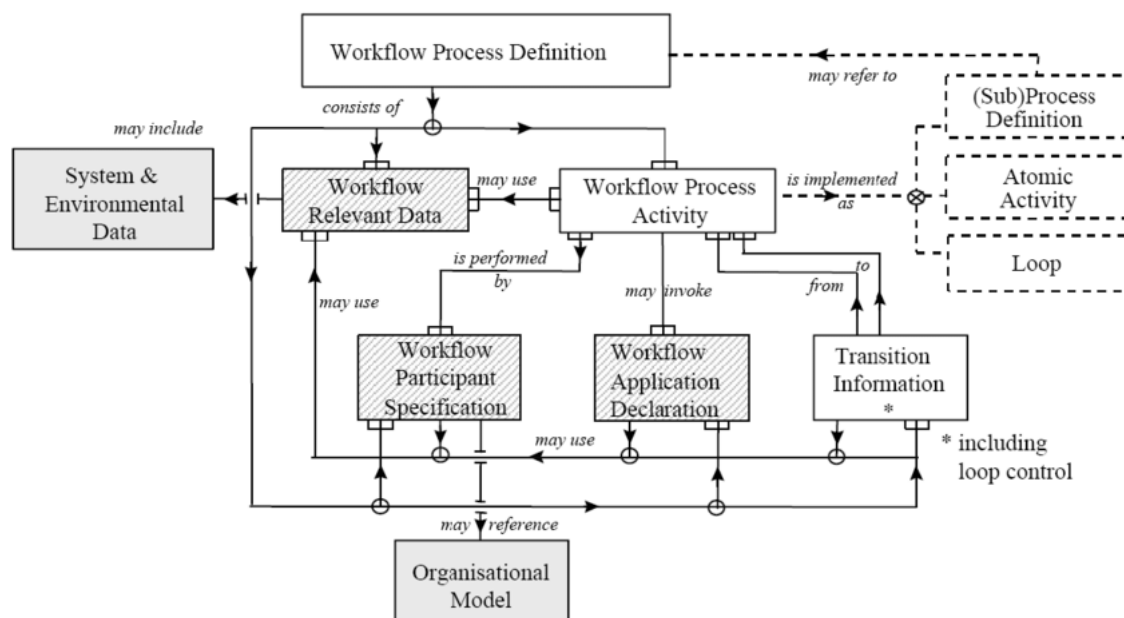 Workflow Process Definition
may refer to
consists of
(Sub)Process
Definition
may include
System &
Environmental
Data
Workflow
Relevant Data
may use
Workflow Process
Activity
is implemented
as
Atomic
Activity
Loop
is performed
by
may use
may invoke
to
from
Workflow
Participant
Specification
Workflow
Application
Declaration
Transition
Information
*
may use
* including
loop control
may reference
Organisational
Model